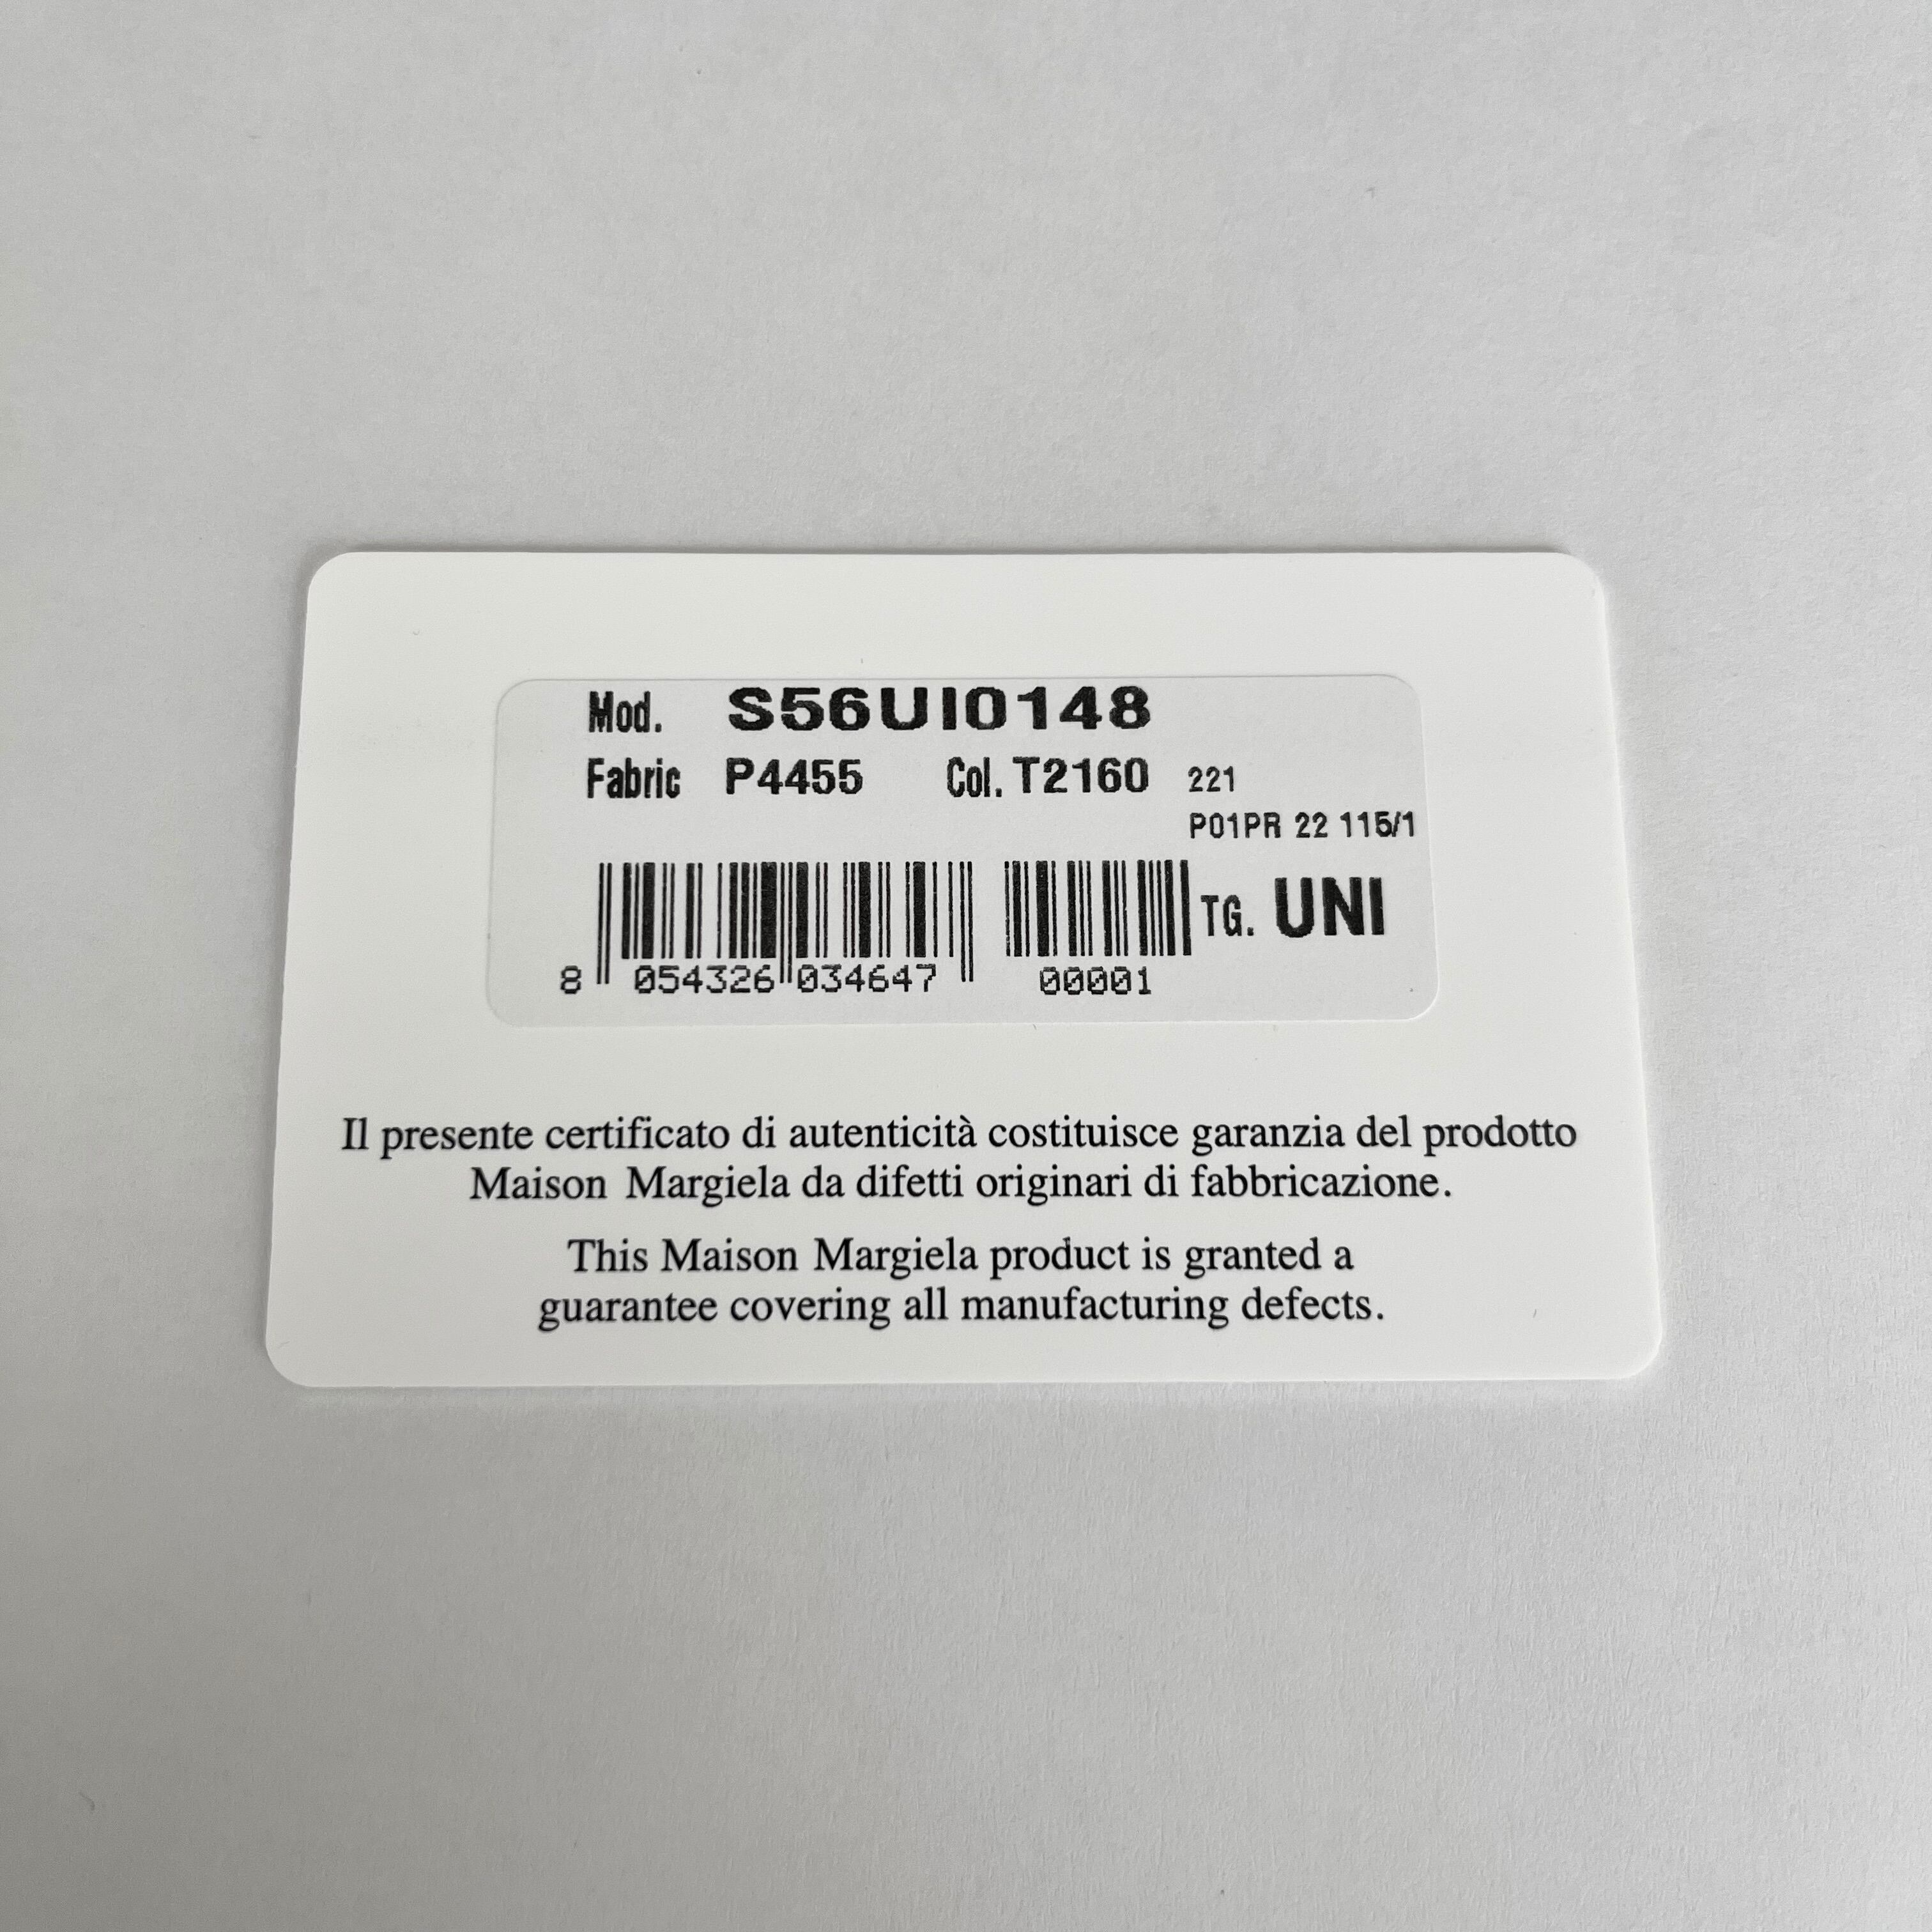 Mod. S56UI0148
Fabric P4455 Col. T2160 221
P01PR 22 115/1
TG. UNI
8 054326 034647 00001
Il presente certificato di autenticità costituisce garanzia del prodotto
Maison Margiela da difetti originari di fabbricazione.
This Maison Margiela product is granted a
guarantee covering all manufacturing defects.